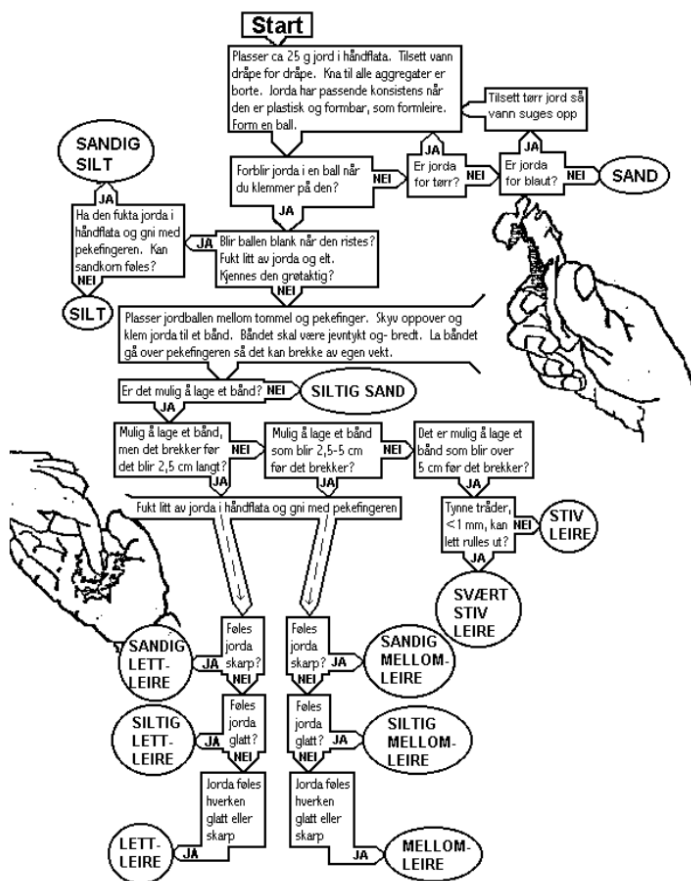 Start
Plasser ca 25 g jord i håndflata. Tilsett vann
dråpe for dråpe. Kna til alle aggregater er
borte. Jorda har passende konsistens når
den er plastisk og formbar, som formleire.
Form en ball.
Tilsett tørr jord så
vann suges opp
JA
JA
SANDIG
SILT
Forblir jorda i en ball når
du klemmer på den?
NEI
Er jorda
for tørr?
NEI
Er jorda
for blaut?
NEI
SAND
JA
JA
Ha den fukta jorda i
håndflata og gni med
pekefingeren. Kan
sandkorn føles?
JA
Blir ballen blank når den ristes?
Fukt litt av jorda og elt.
Kjennes den grøtaktig?
NEI
NEI
SILT
Plasser jordballen mellom tommel og pekefinger. Skyv oppover og
klem jorda til et bånd. Båndet skal være jevntykt og- bredt. La båndet
gå over pekefingeren så det kan brekke av egen vekt.
Er det mulig å lage et bånd?
NEI
SILTIG SAND
JA
Mulig å lage et bånd,
men det brekker før
det blir 2,5 cm langt?
NEI
Mulig å lage et bånd
som blir 2,5-5 cm
før det brekker?
NEI
Det er mulig å lage et
bånd som blir over
5 cm før det brekker?
JA
JA
JA
Fukt litt av jorda i håndflata og gni med pekefingeren
Tynne tråder,
<1 mm, kan
lett rulles ut?
NEI
STIV
LEIRE
JA
SVÆRT
STIV
LEIRE
SANDIG
LETT-
LEIRE
JA
Føles
jorda
skarp?
NEI
Føles
jorda
skarp?
JA
NEI
SANDIG
MELLOM-
LEIRE
SILTIG
LETT-
LEIRE
JA
Føles
jorda
glatt?
NEI
Føles
jorda
glatt?
JA
NEI
SILTIG
MELLOM-
LEIRE
Jorda føles
hverken
glatt eller
skarp
JA
LETT-
LEIRE
Jorda føles
hverken
glatt eller
skarp
JA
MELLOM-
LEIRE